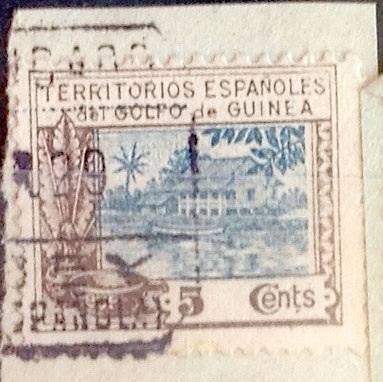 TERRITORIOS ESPAÑOLES
del GOLFO de GUINEA
5 Cents